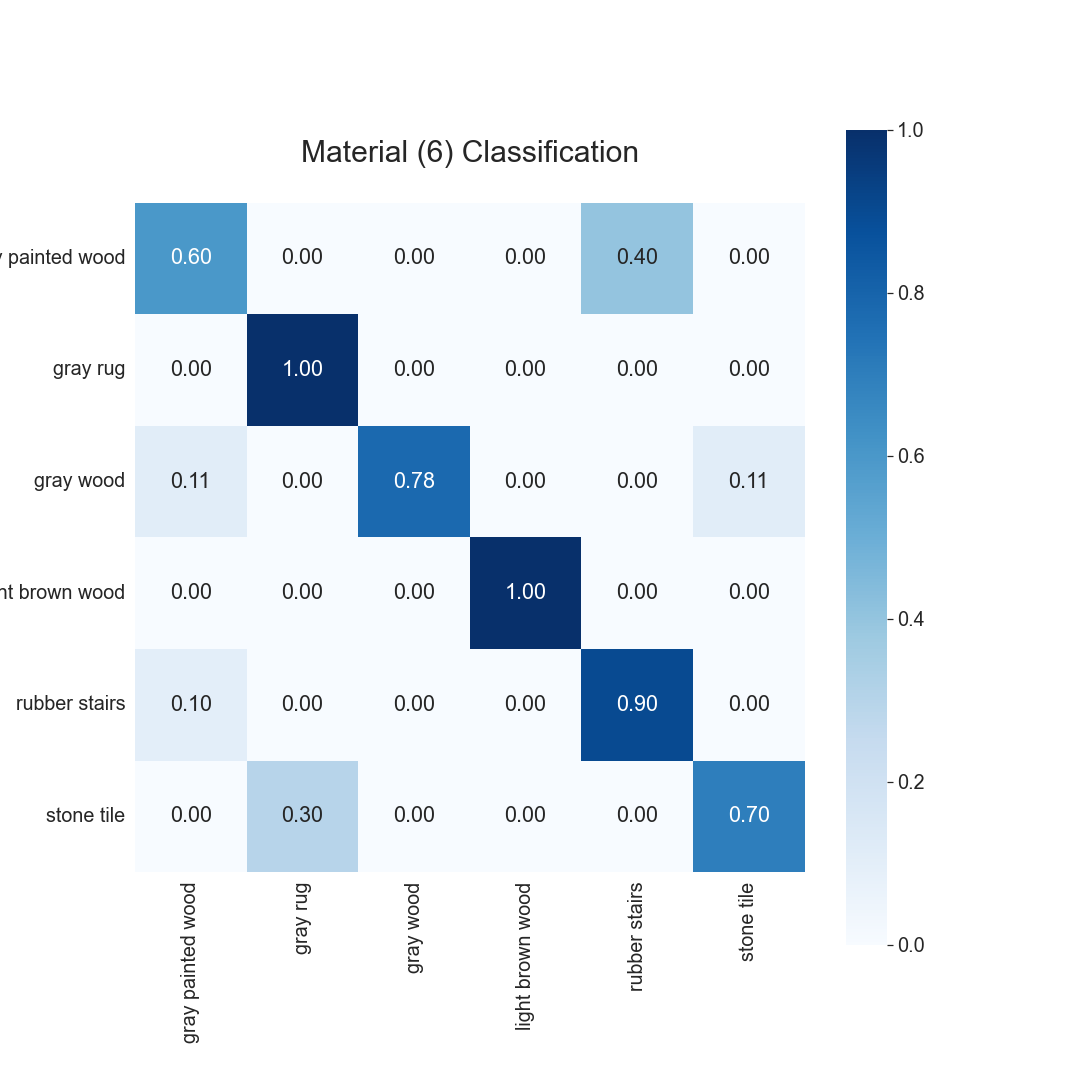 Material (6) Classification
painted wood 0.60 0.00 0.00 0.00 0.40 0.00
gray rug 0.00 1.00 0.00 0.00 0.00 0.00
gray wood 0.11 0.00 0.78 0.00 0.00 0.11
brown wood 0.00 0.00 0.00 1.00 0.00 0.00
rubber stairs 0.10 0.00 0.00 0.00 0.90 0.00
stone tile 0.00 0.30 0.00 0.00 0.00 0.70
gray painted wood
gray rug
gray wood
light brown wood
rubber stairs
stone tile
1.0
0.8
0.6
0.4
0.2
0.0